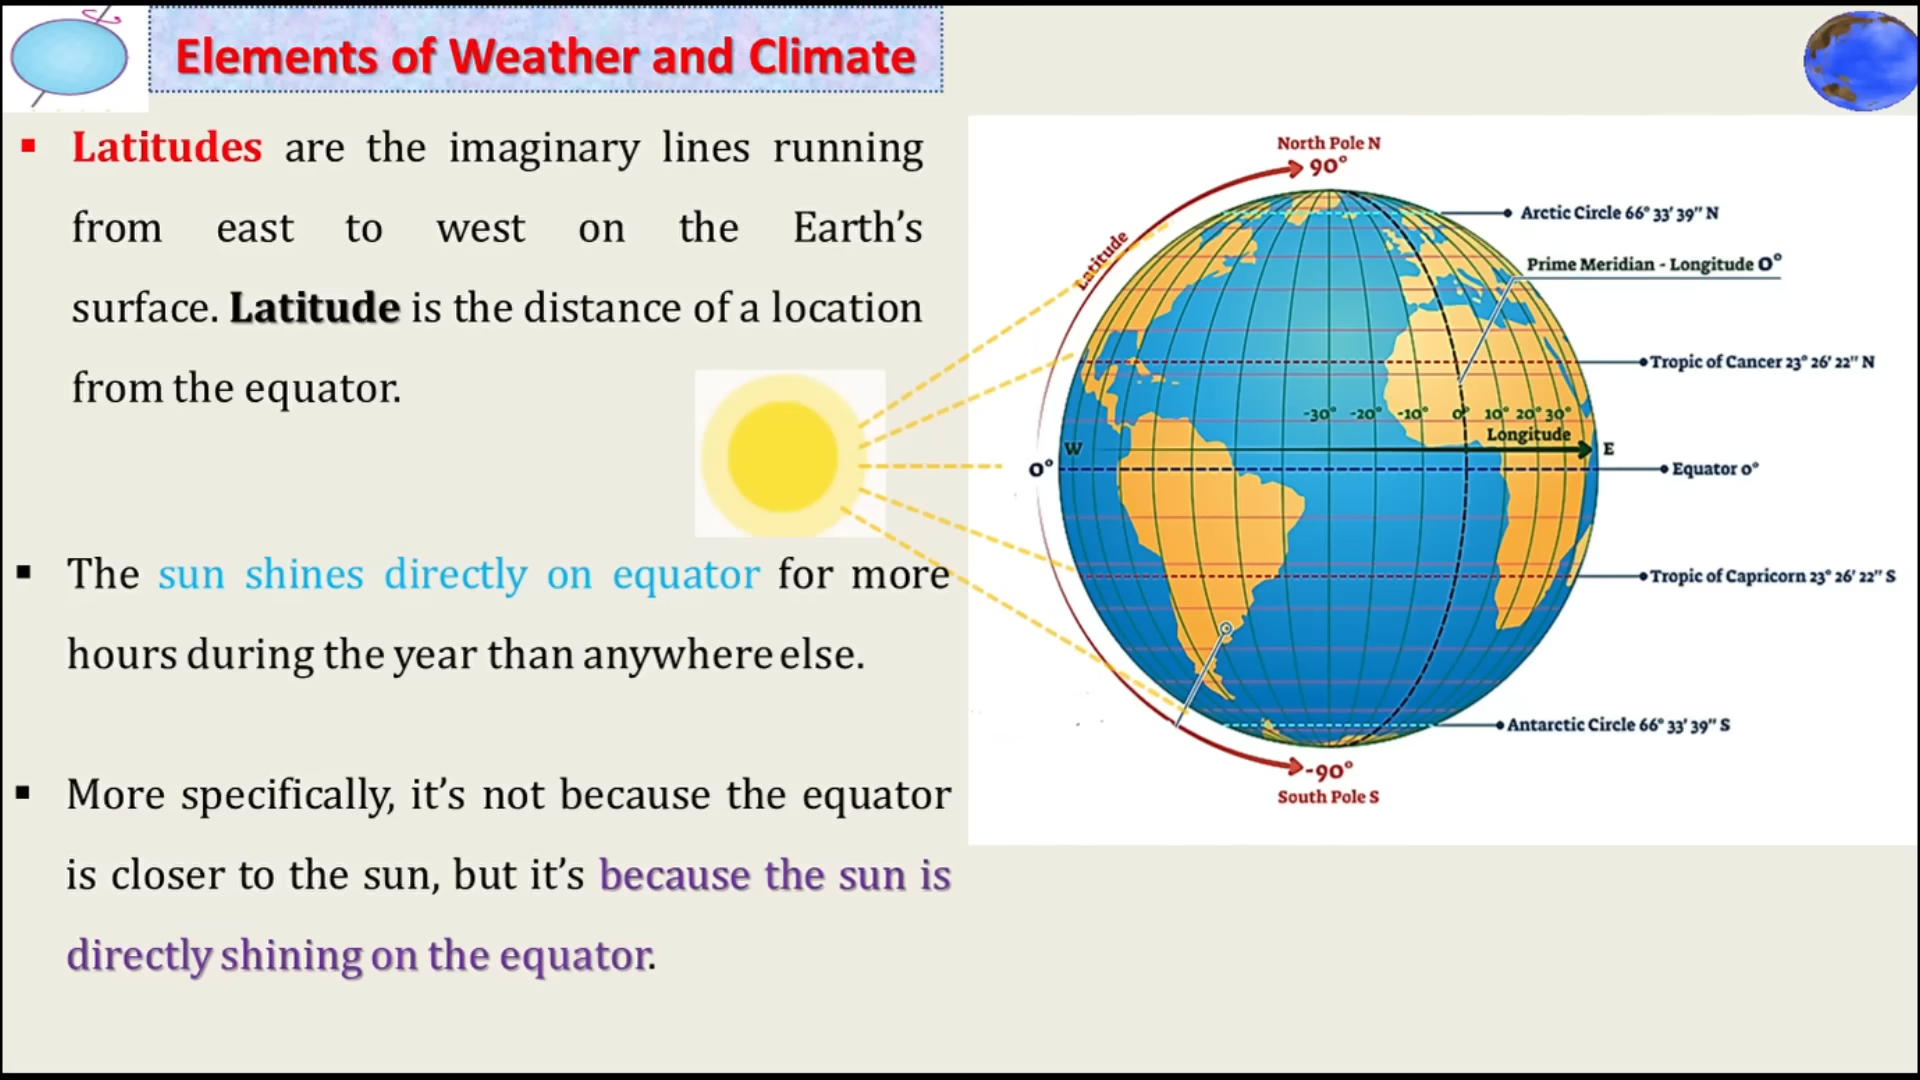 Elements of Weather and Climate
▪ Latitudes are the imaginary lines running
from east to west on the Earth’s
surface. Latitude is the distance of a location
from the equator.
▪ The sun shines directly on equator for more
hours during the year than anywhere else.
▪ More specifically, it’s not because the equator
is closer to the sun, but it’s because the sun is
directly shining on the equator.
North Pole N
90°
Latitude
Arctic Circle 66° 33' 39" N
Prime Meridian - Longitude 0°
Tropic of Cancer 23° 26' 22" N
-30° -20° -10° 0° 10° 20° 30°
Longitude
W
E
0°
Equator 0°
Tropic of Capricorn 23° 26' 22" S
Antarctic Circle 66° 33' 39" S
-90°
South Pole S